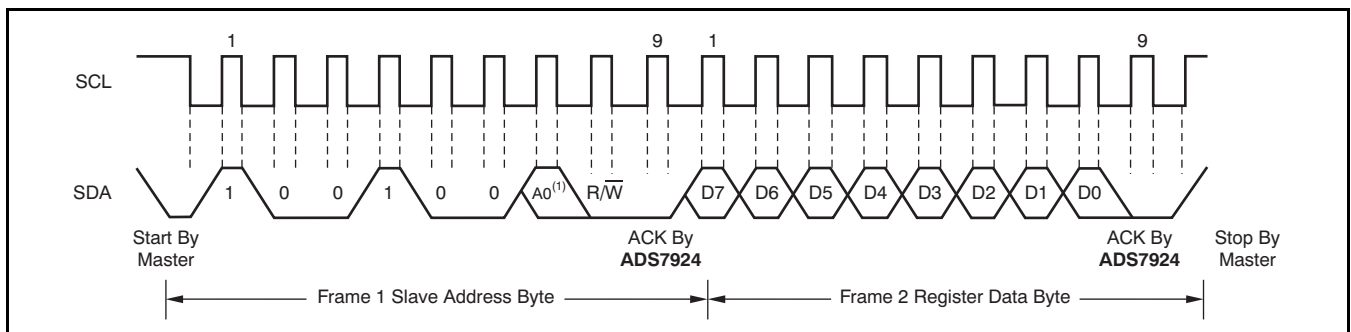 1 9 1 9
SCL
SDA
1 0 0 1 0 0 A0(1) R/W̅ D7 D6 D5 D4 D3 D2 D1 D0
Start By
Master
ACK By
ADS7924
ACK By
ADS7924
Stop By
Master
Frame 1 Slave Address Byte
Frame 2 Register Data Byte